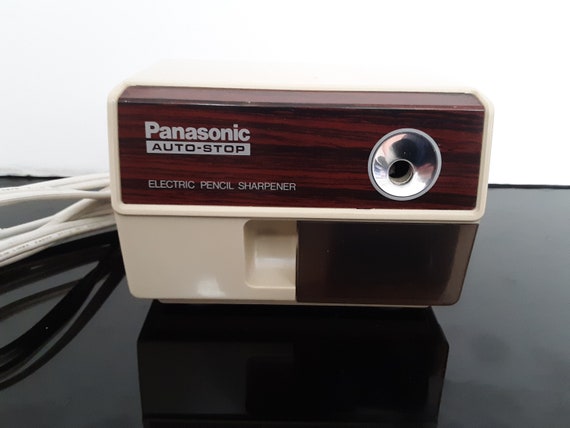 Panasonic
AUTO-STOP
ELECTRIC PENCIL SHARPENER